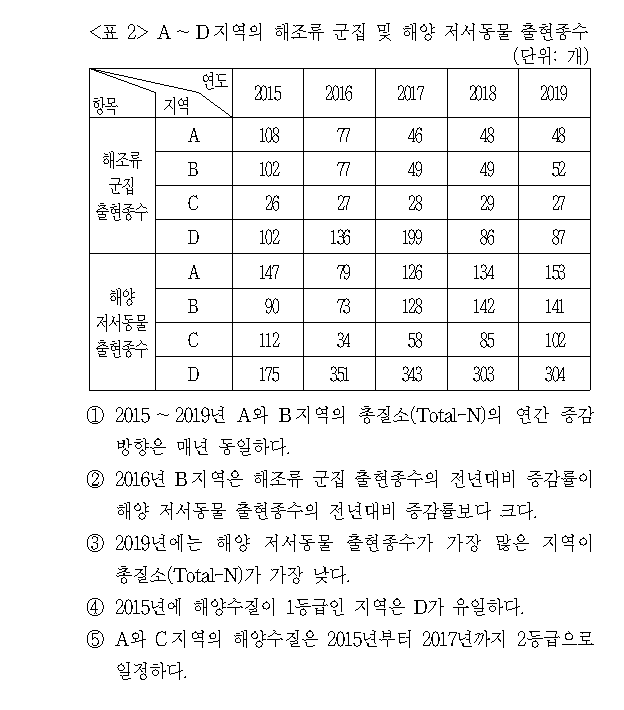 <표 2> A ~ D지역의 해조류 군집 및 해양 저서동물 출현종수
(단위: 개)
항목 지역 연도 2015 2016 2017 2018 2019
해조류 군집 출현종수 A 108 77 46 48 48
B 102 77 49 49 52
C 26 27 28 29 27
D 102 136 199 86 87
해양 저서동물 출현종수 A 147 79 126 134 153
B 90 73 128 142 141
C 112 34 58 85 102
D 175 351 343 303 304
① 2015 ~ 2019년 A와 B지역의 총질소(Total-N)의 연간 증감
방향은 매년 동일하다.
② 2016년 B지역은 해조류 군집 출현종수의 전년대비 증감률이
해양 저서동물 출현종수의 전년대비 증감률보다 크다.
③ 2019년에는 해양 저서동물 출현종수가 가장 많은 지역이
총질소(Total-N)가 가장 낮다.
④ 2015년에 해양수질이 1등급인 지역은 D가 유일하다.
⑤ A와 C지역의 해양수질은 2015년부터 2017년까지 2등급으로
일정하다.